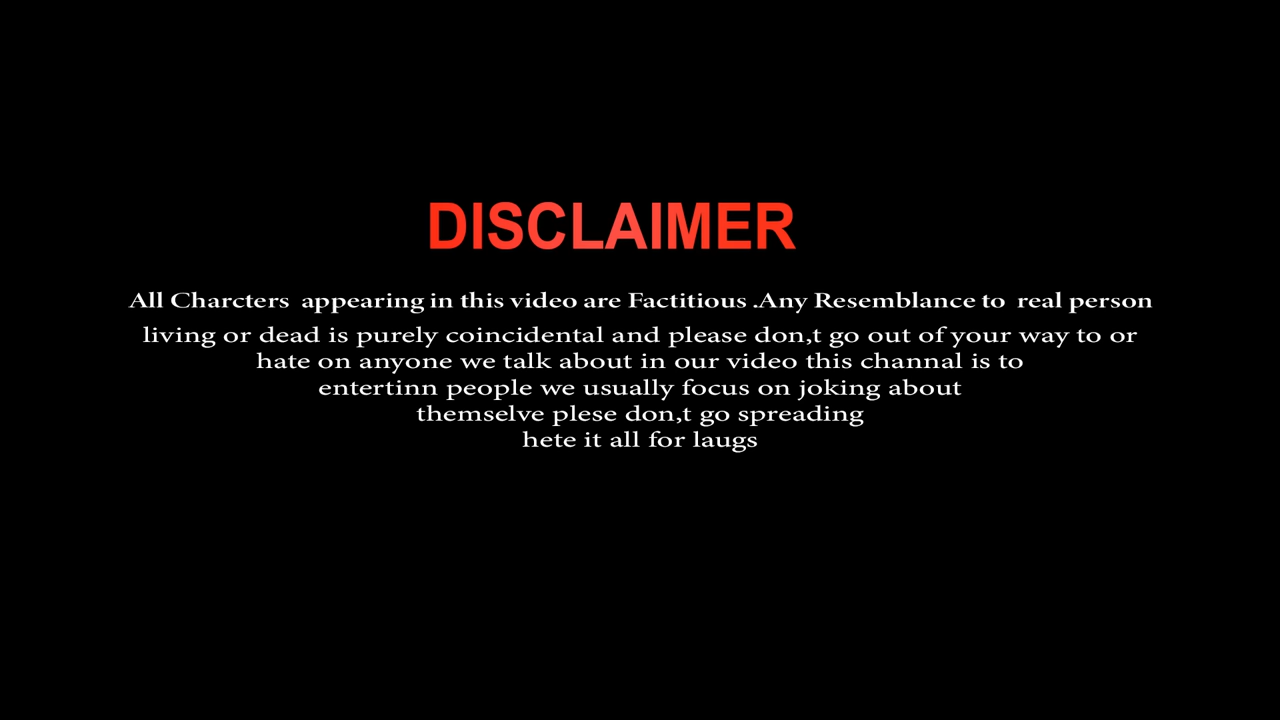 DISCLAIMER
All Charcters appearing in this video are Factitious .Any Resemblance to real person
living or dead is purely coincidental and please don,t go out of your way to or
hate on anyone we talk about in our video this channal is to
entertinn people we usually focus on joking about
themselve plese don,t go spreading
hete it all for laugs